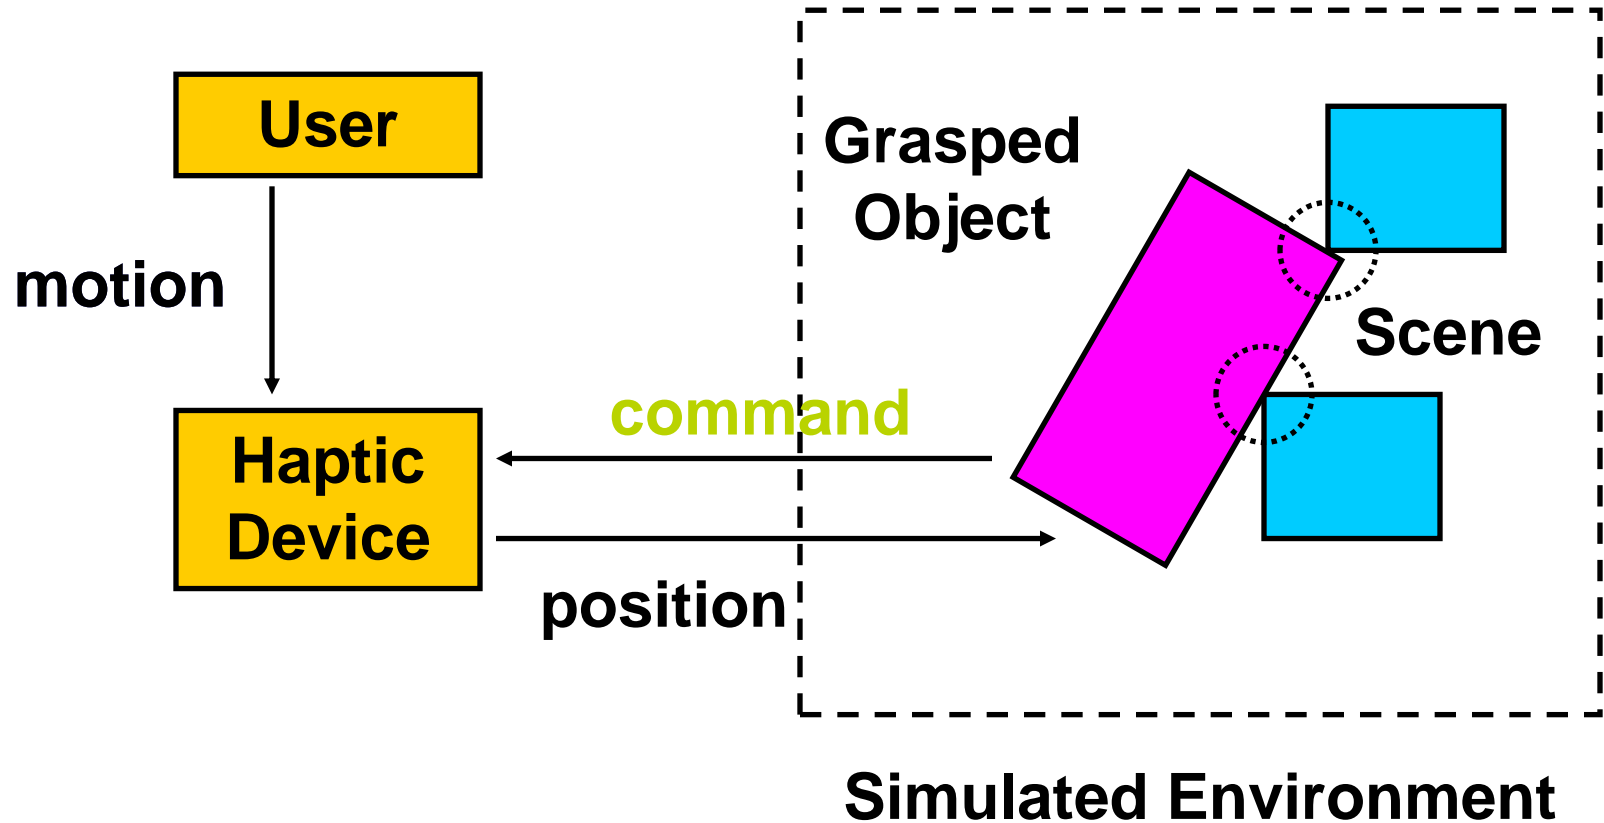 User
motion
Haptic
Device
command
position
Grasped
Object
Scene
Simulated Environment